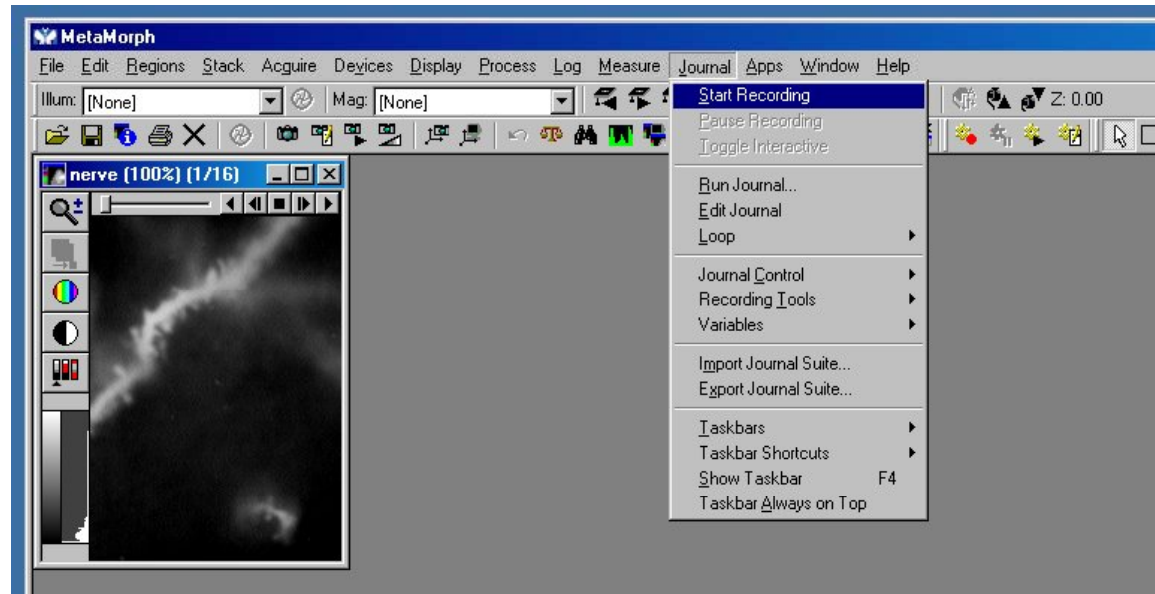 MetaMorph
File Edit Regions Stack Acquire Devices Display Process Log Measure Journal Apps Window Help
Illum: [None] Mag: [None] Z: 0.00
nerve (100%) (1/16)
Start Recording
Pause Recording
Toggle Interactive
Run Journal...
Edit Journal
Loop
Journal Control
Recording Tools
Variables
Import Journal Suite...
Export Journal Suite...
Taskbars
Taskbar Shortcuts
Show Taskbar F4
Taskbar Always on Top